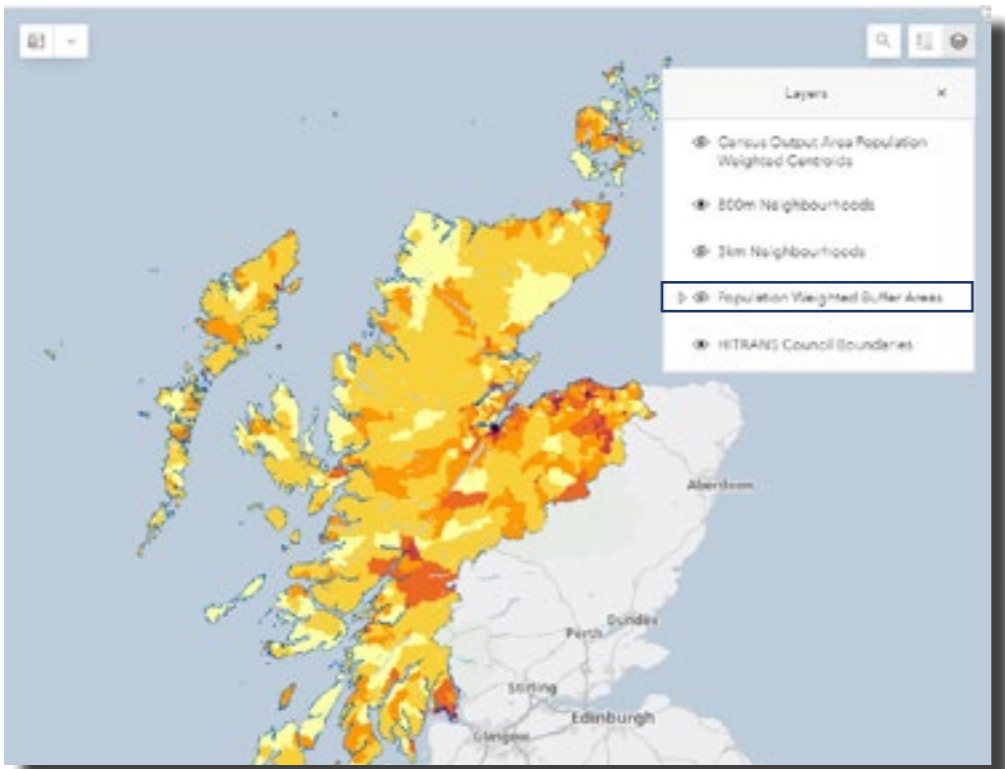 Layers
Census Output Area Population
Weighted Centroids
800m Neighbourhoods
3km Neighbourhoods
Population Weighted Buffer Areas
HITRANS Council Boundaries
Aberdeen
Dundee
Perth
Stirling
Edinburgh
Glasgow